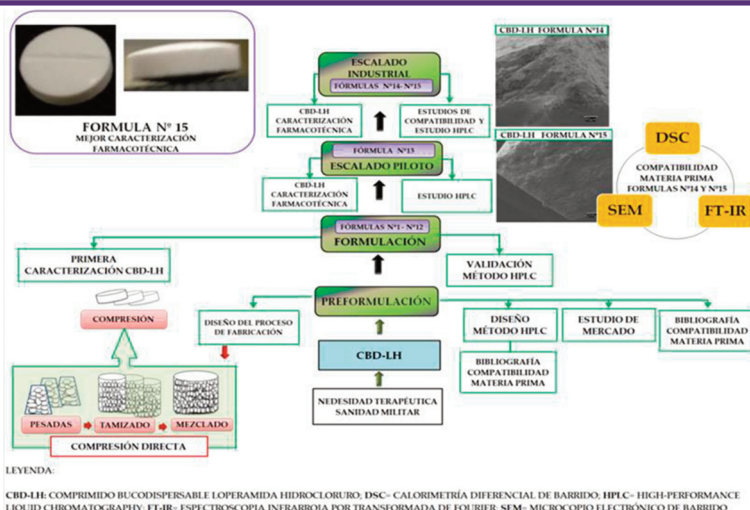 FORMULA Nº 15
MEJOR CARACTERIZACIÓN
FARMACOTÉCNICA
ESCALADO
INDUSTRIAL
FÓRMULAS Nº14- Nº15
CBD-LH
CARACTERIZACIÓN
FARMACOTÉCNICA
ESTUDIOS DE
COMPATIBILIDAD Y
ESTUDIO HPLC
FÓRMULA Nº13
ESCALADO PILOTO
CBD-LH
CARACTERIZACIÓN
FARMACOTÉCNICA
ESTUDIO HPLC
CBD-LH FORMULA Nº14
CBD-LH FORMULA Nº15
DSC
COMPATIBILIDAD
MATERIA PRIMA
FORMULAS Nº14 Y Nº15
SEM
FT-IR
FÓRMULAS Nº1- Nº12
FORMULACIÓN
PRIMERA
CARACTERIZACIÓN CBD-LH
VALIDACIÓN
MÉTODO HPLC
PREFORMULACIÓN
COMPRESIÓN
DISEÑO DEL PROCESO
DE FABRICACIÓN
DISEÑO
MÉTODO HPLC
ESTUDIO DE
MERCADO
BIBLIOGRAFÍA
COMPATIBILIDAD
MATERIA PRIMA
CBD-LH
BIBLIOGRAFÍA
COMPATIBILIDAD
MATERIA PRIMA
NEDESIDAD TERAPÉUTICA
SANIDAD MILITAR
PESADAS
TAMIZADO
MEZCLADO
COMPRESIÓN DIRECTA
LEYENDA:
CBD-LH: COMPRIMIDO BUCODISPERSABLE LOPERAMIDA HIDROCLORURO; DSC= CALORIMETRÍA DIFERENCIAL DE BARRIDO; HPLC= HIGH-PERFORMANCE
LIQUID CHROMATOGRAPHY; FT-IR= ESPECTROSCOPIA INFRARROJA POR TRANSFORMADA DE FOURIER; SEM= MICROCOPIO ELECTRÓNICO DE BARRIDO